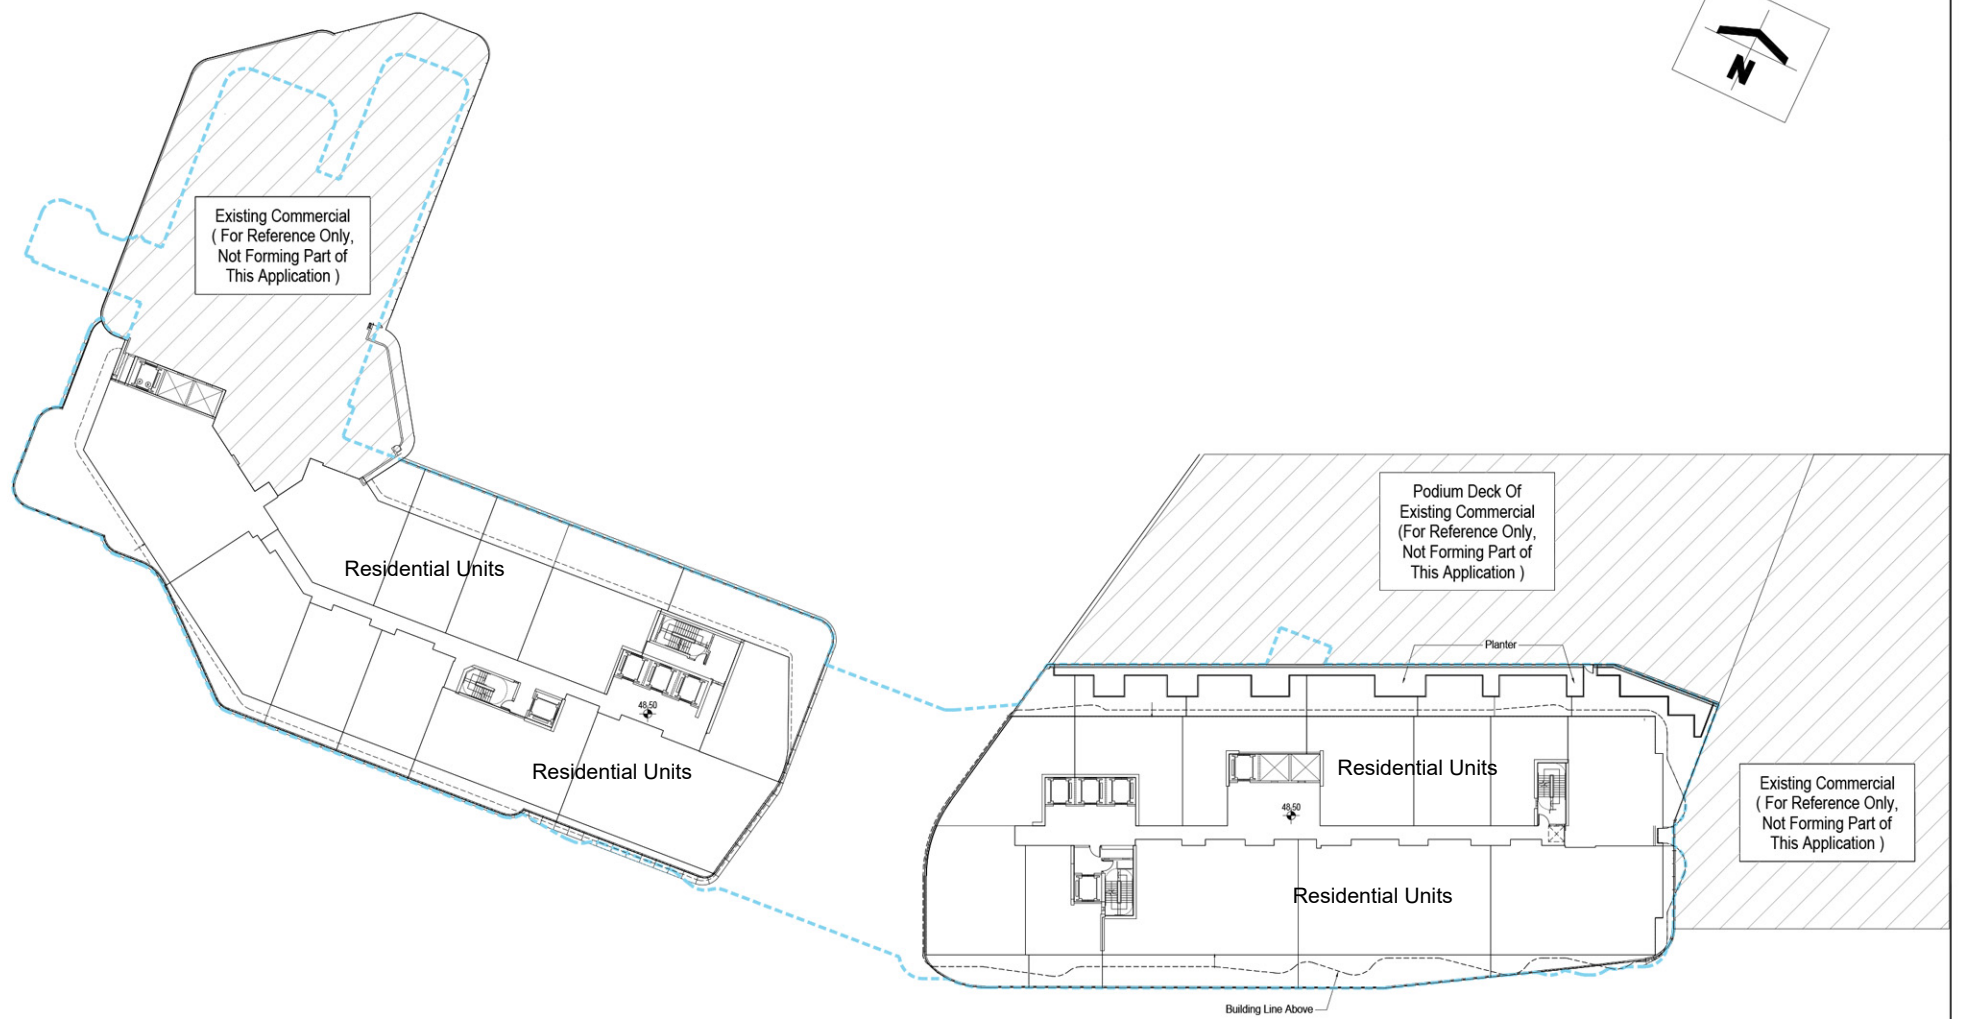 N
Existing Commercial
( For Reference Only,
Not Forming Part of
This Application )
Podium Deck Of
Existing Commercial
(For Reference Only,
Not Forming Part of
This Application )
Residential Units
Planter
48.50
Residential Units
Residential Units
48.50
Existing Commercial
( For Reference Only,
Not Forming Part of
This Application )
Residential Units
Building Line Above